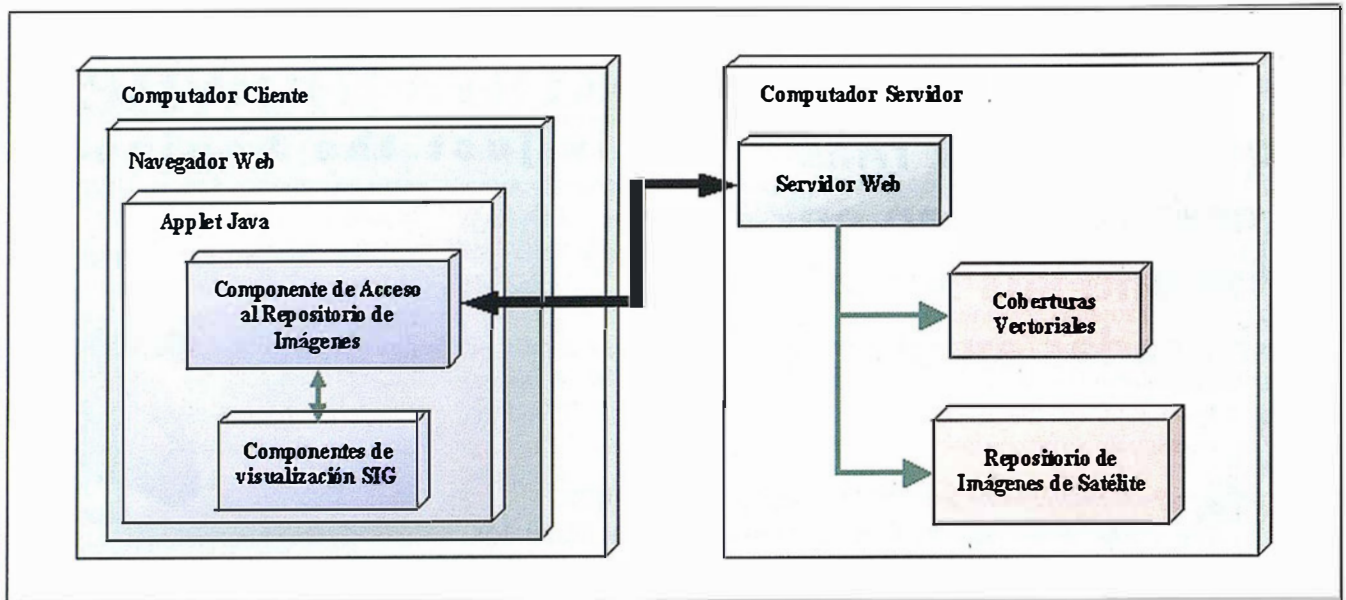 Computador Cliente
Navegador Web
Applet Java
Componente de Acceso
al Repositorio de
Imágenes
Componentes de
visualización SIG
Computador Servidor
Servidor Web
Coberturas
Vectoriales
Repositorio de
Imágenes de Satélite